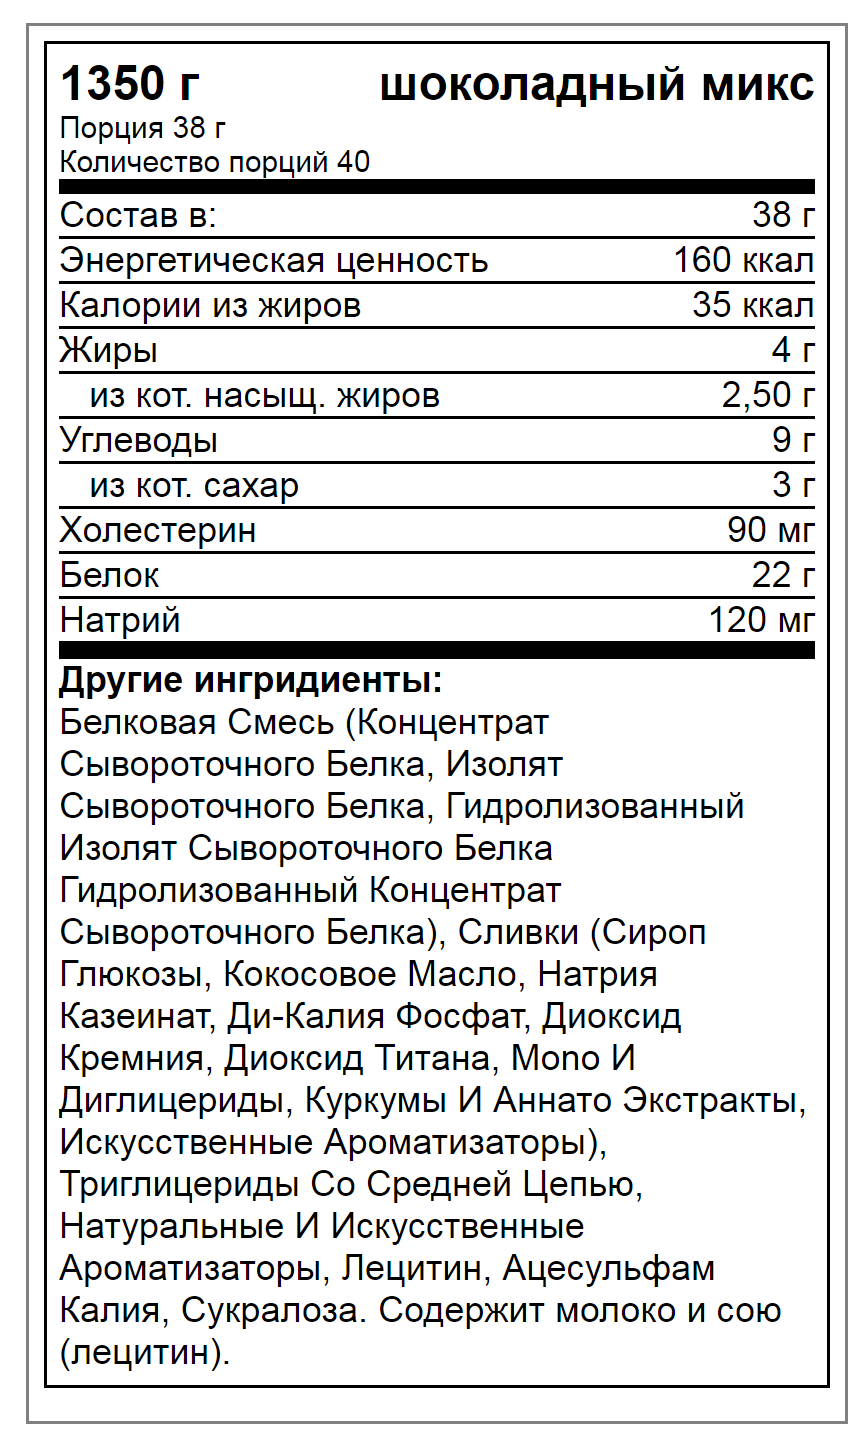 1350 г шоколадный микс
Порция 38 г
Количество порций 40
Состав в: 38 г
Энергетическая ценность 160 ккал
Калории из жиров 35 ккал
Жиры 4 г
из кот. насыщ. жиров 2,50 г
Углеводы 9 г
из кот. сахар 3 г
Холестерин 90 мг
Белок 22 г
Натрий 120 мг
Другие ингридиенты:
Белковая Смесь (Концентрат
Сывороточного Белка, Изолят
Сывороточного Белка, Гидролизованный
Изолят Сывороточного Белка
Гидролизованный Концентрат
Сывороточного Белка), Сливки (Сироп
Глюкозы, Кокосовое Масло, Натрия
Казеинат, Ди-Калия Фосфат, Диоксид
Кремния, Диоксид Титана, Моно И
Диглицериды, Куркумы И Аннато Экстракты,
Искусственные Ароматизаторы),
Триглицериды Со Средней Цепью,
Натуральные И Искусственные
Ароматизаторы, Лецитин, Ацесульфам
Калия, Сукралоза. Содержит молоко и сою
(лецитин).